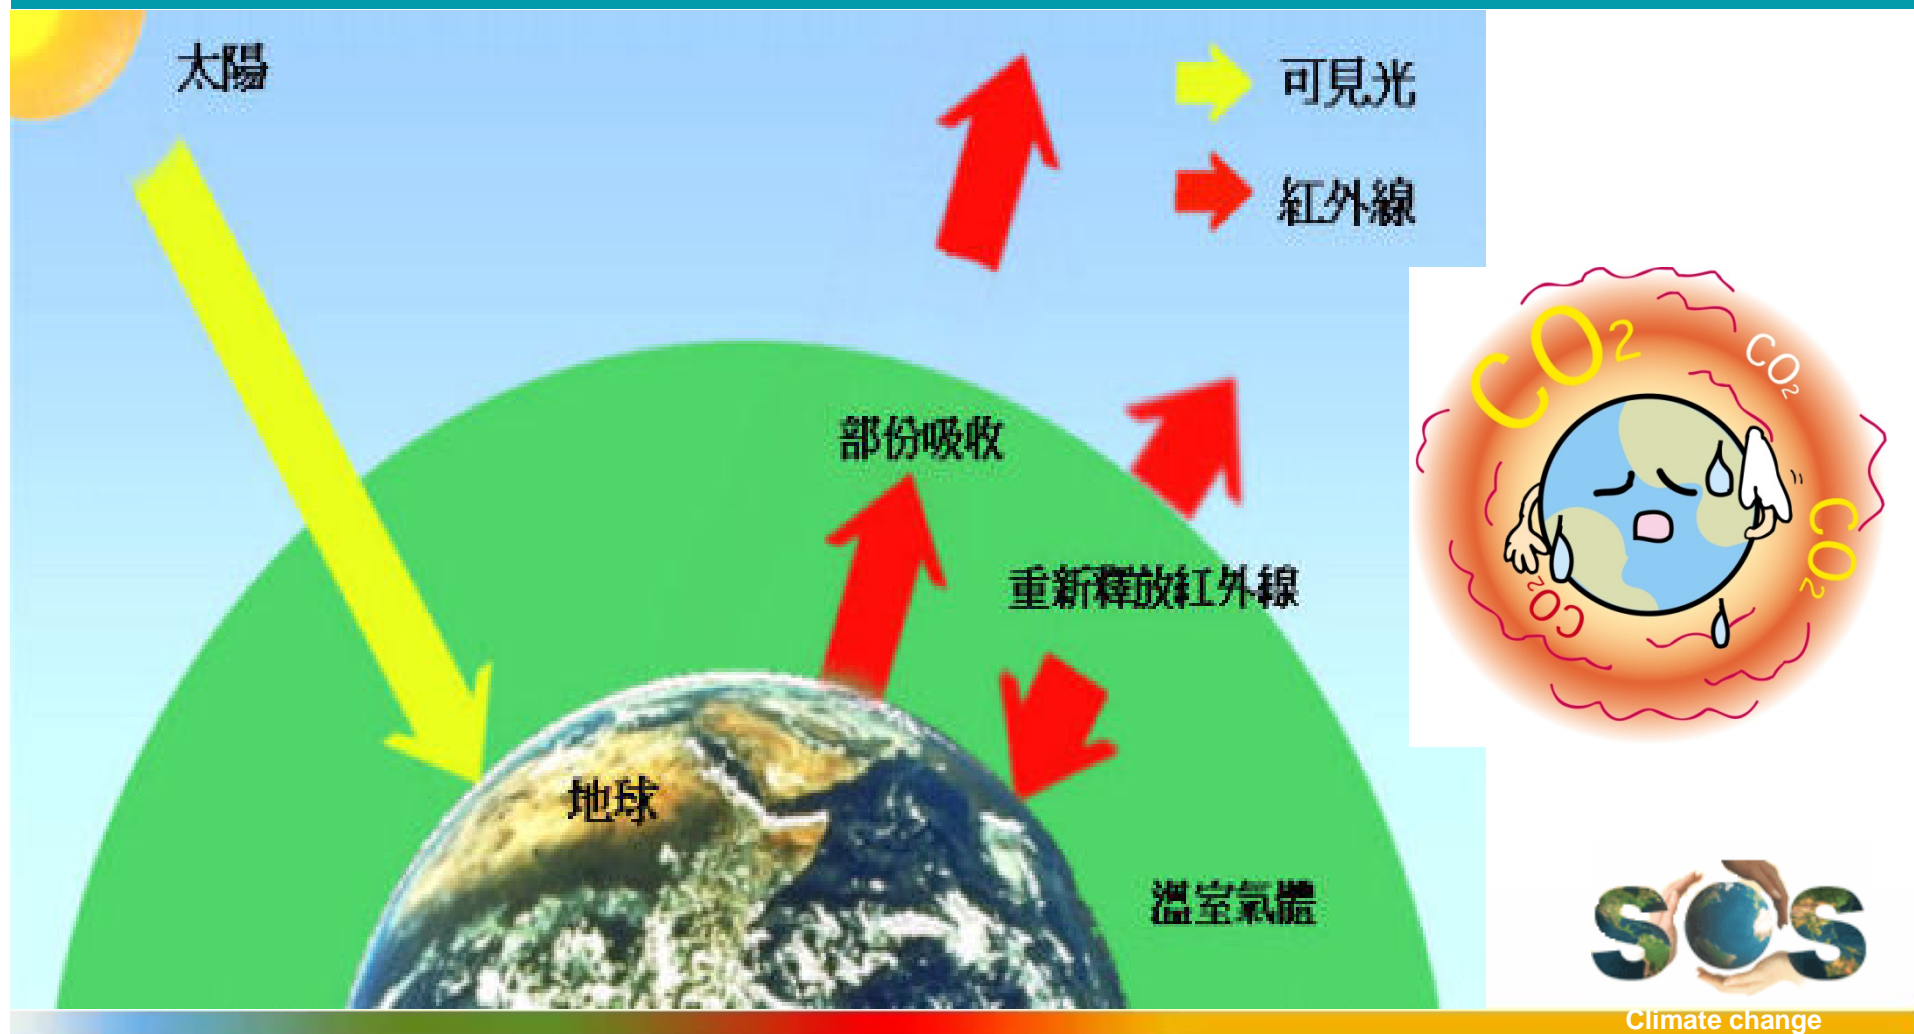 太陽
可見光
紅外線
部份吸收
重新釋放紅外線
地球
溫室氣體
CO2
CO2
CO2
CO2
SOS
Climate change